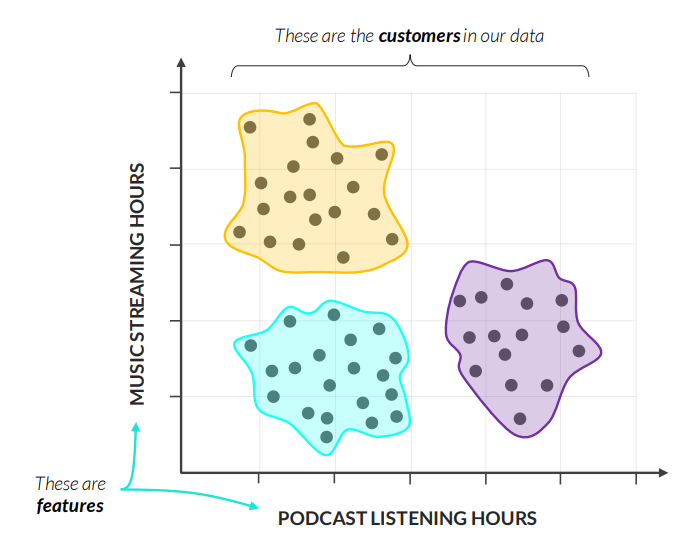 These are the customers in our data
MUSIC STREAMING HOURS
These are
features
PODCAST LISTENING HOURS